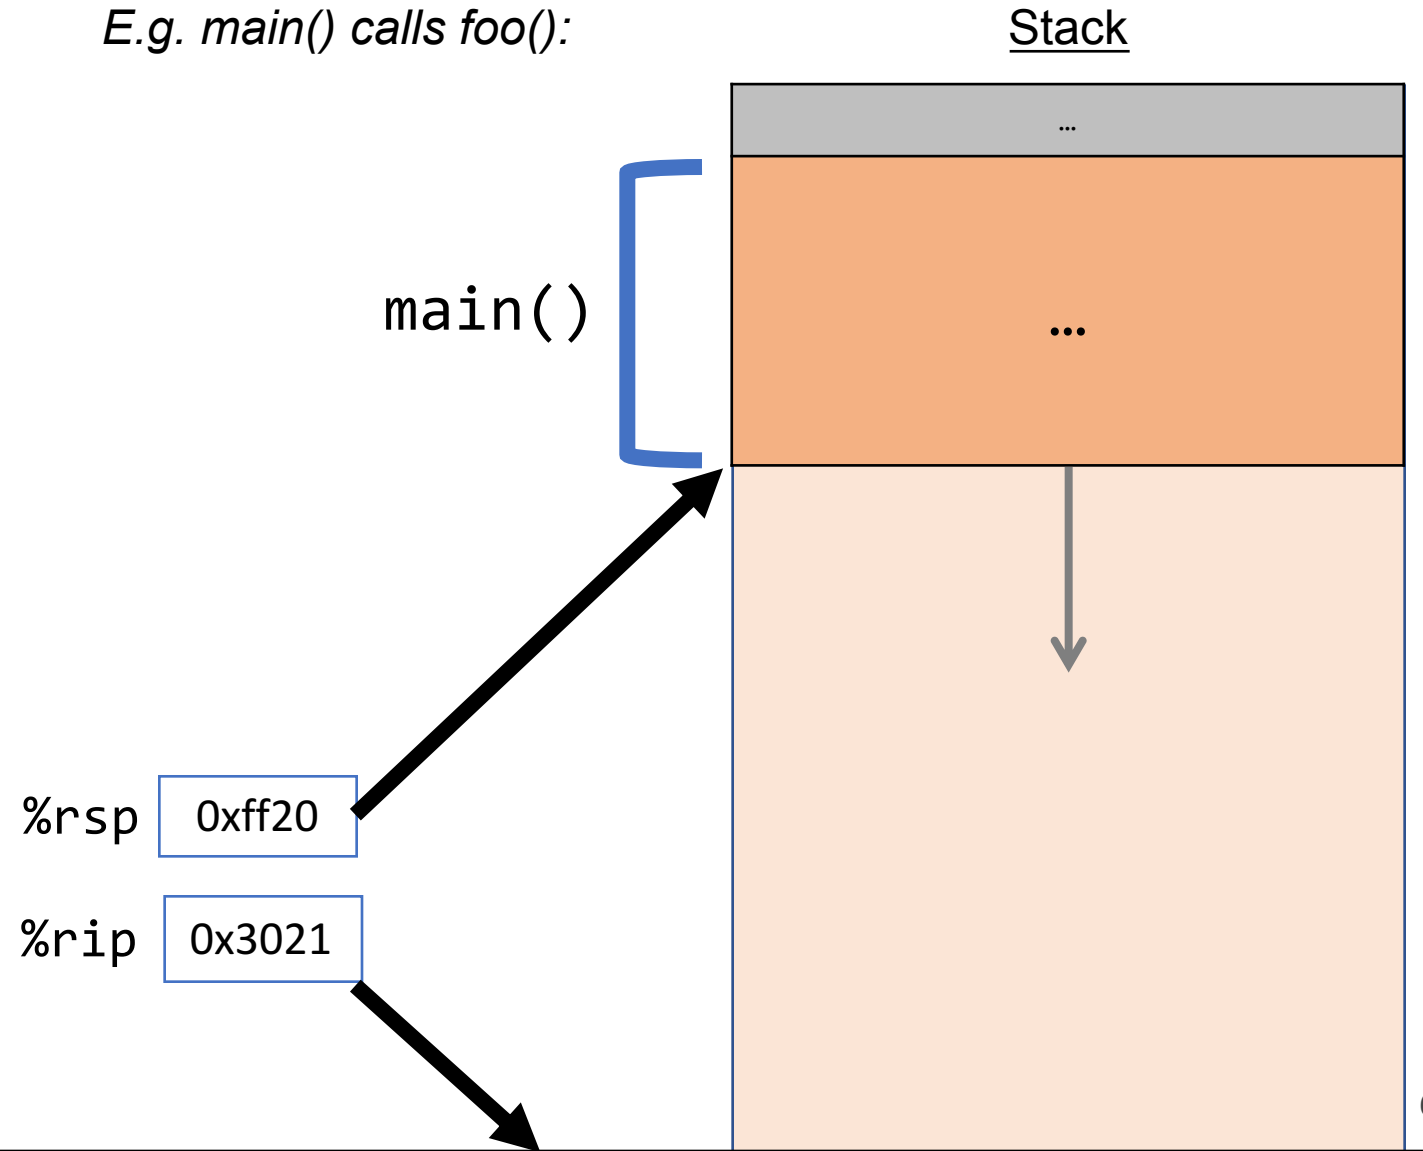 E.g. main() calls foo():
Stack
…
main()
…
%rsp 0xff20
%rip 0x3021